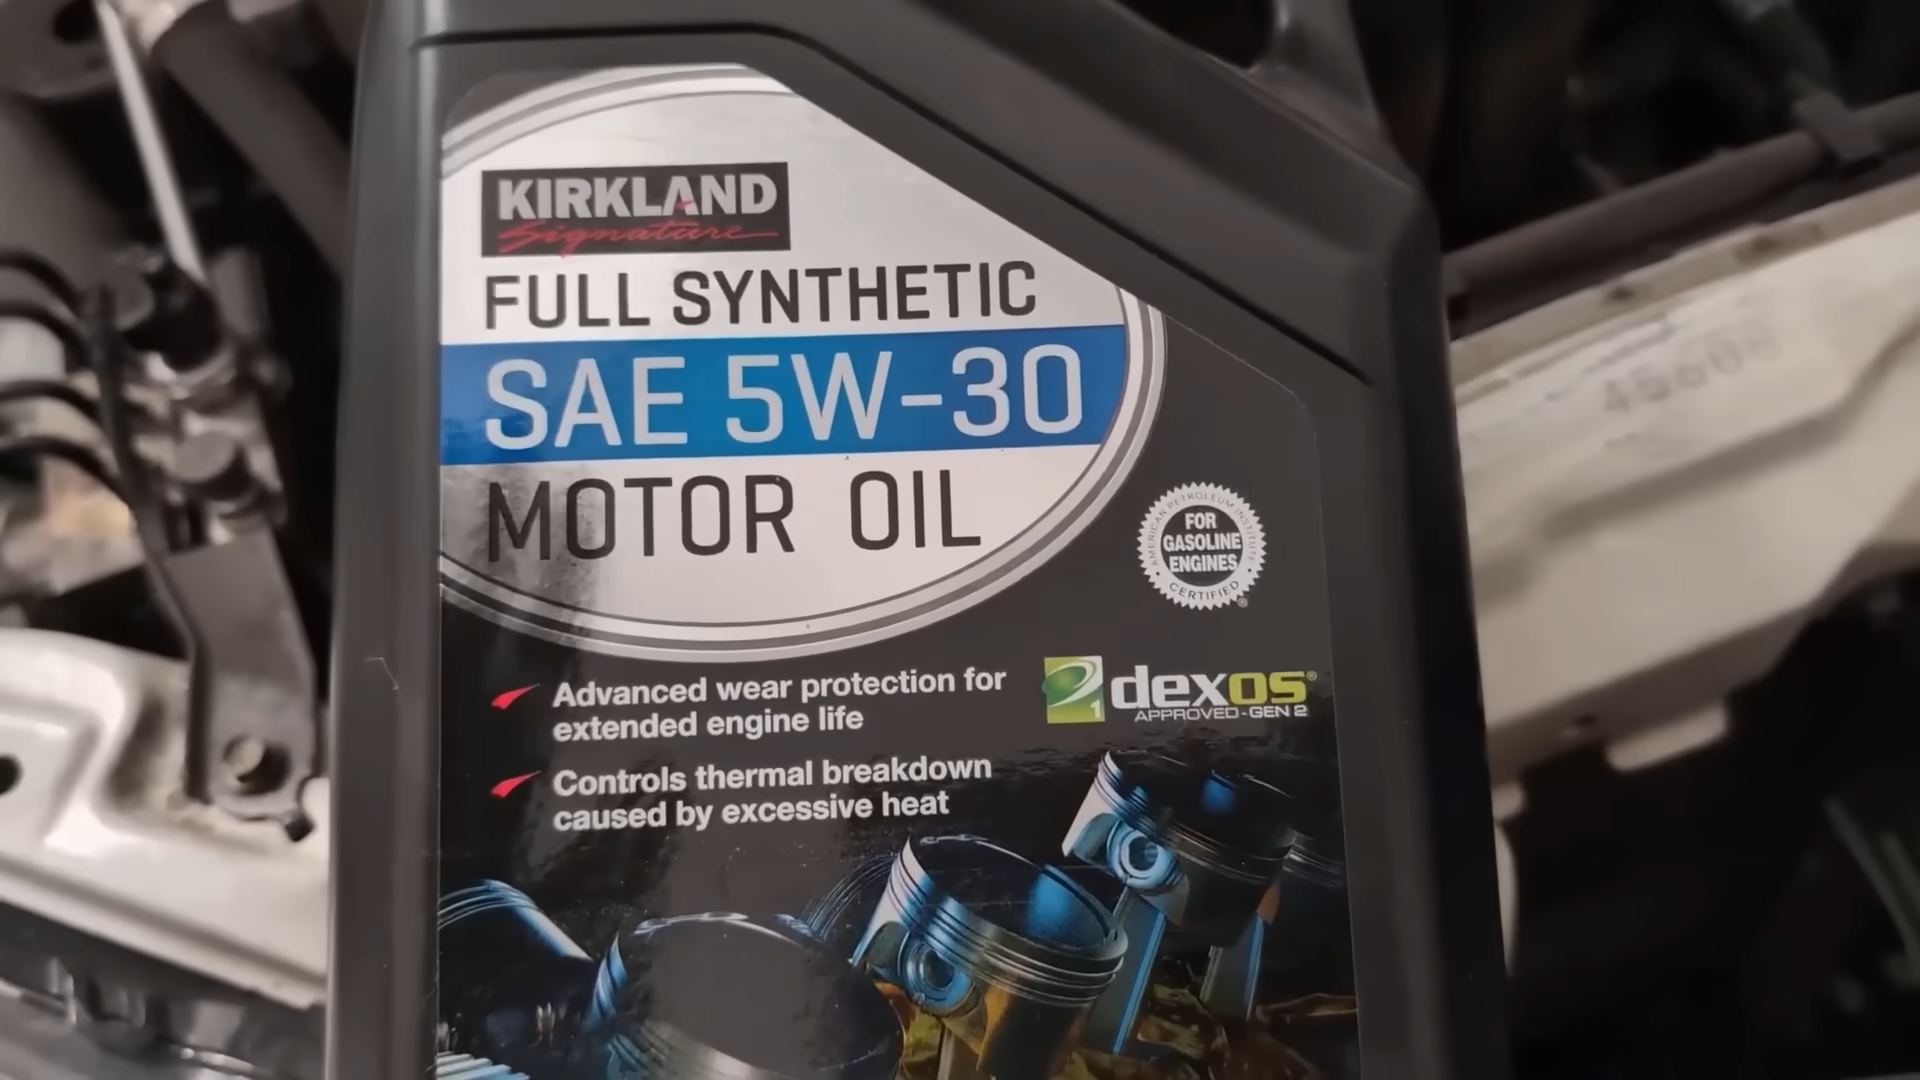 KIRKLAND
Signature
FULL SYNTHETIC
SAE 5W-30
MOTOR OIL
AMERICAN PETROLEUM INSTITUTE
FOR
GASOLINE
ENGINES
CERTIFIED
®
Advanced wear protection for
extended engine life
1 dexos®
APPROVED-GEN 2
Controls thermal breakdown
caused by excessive heat